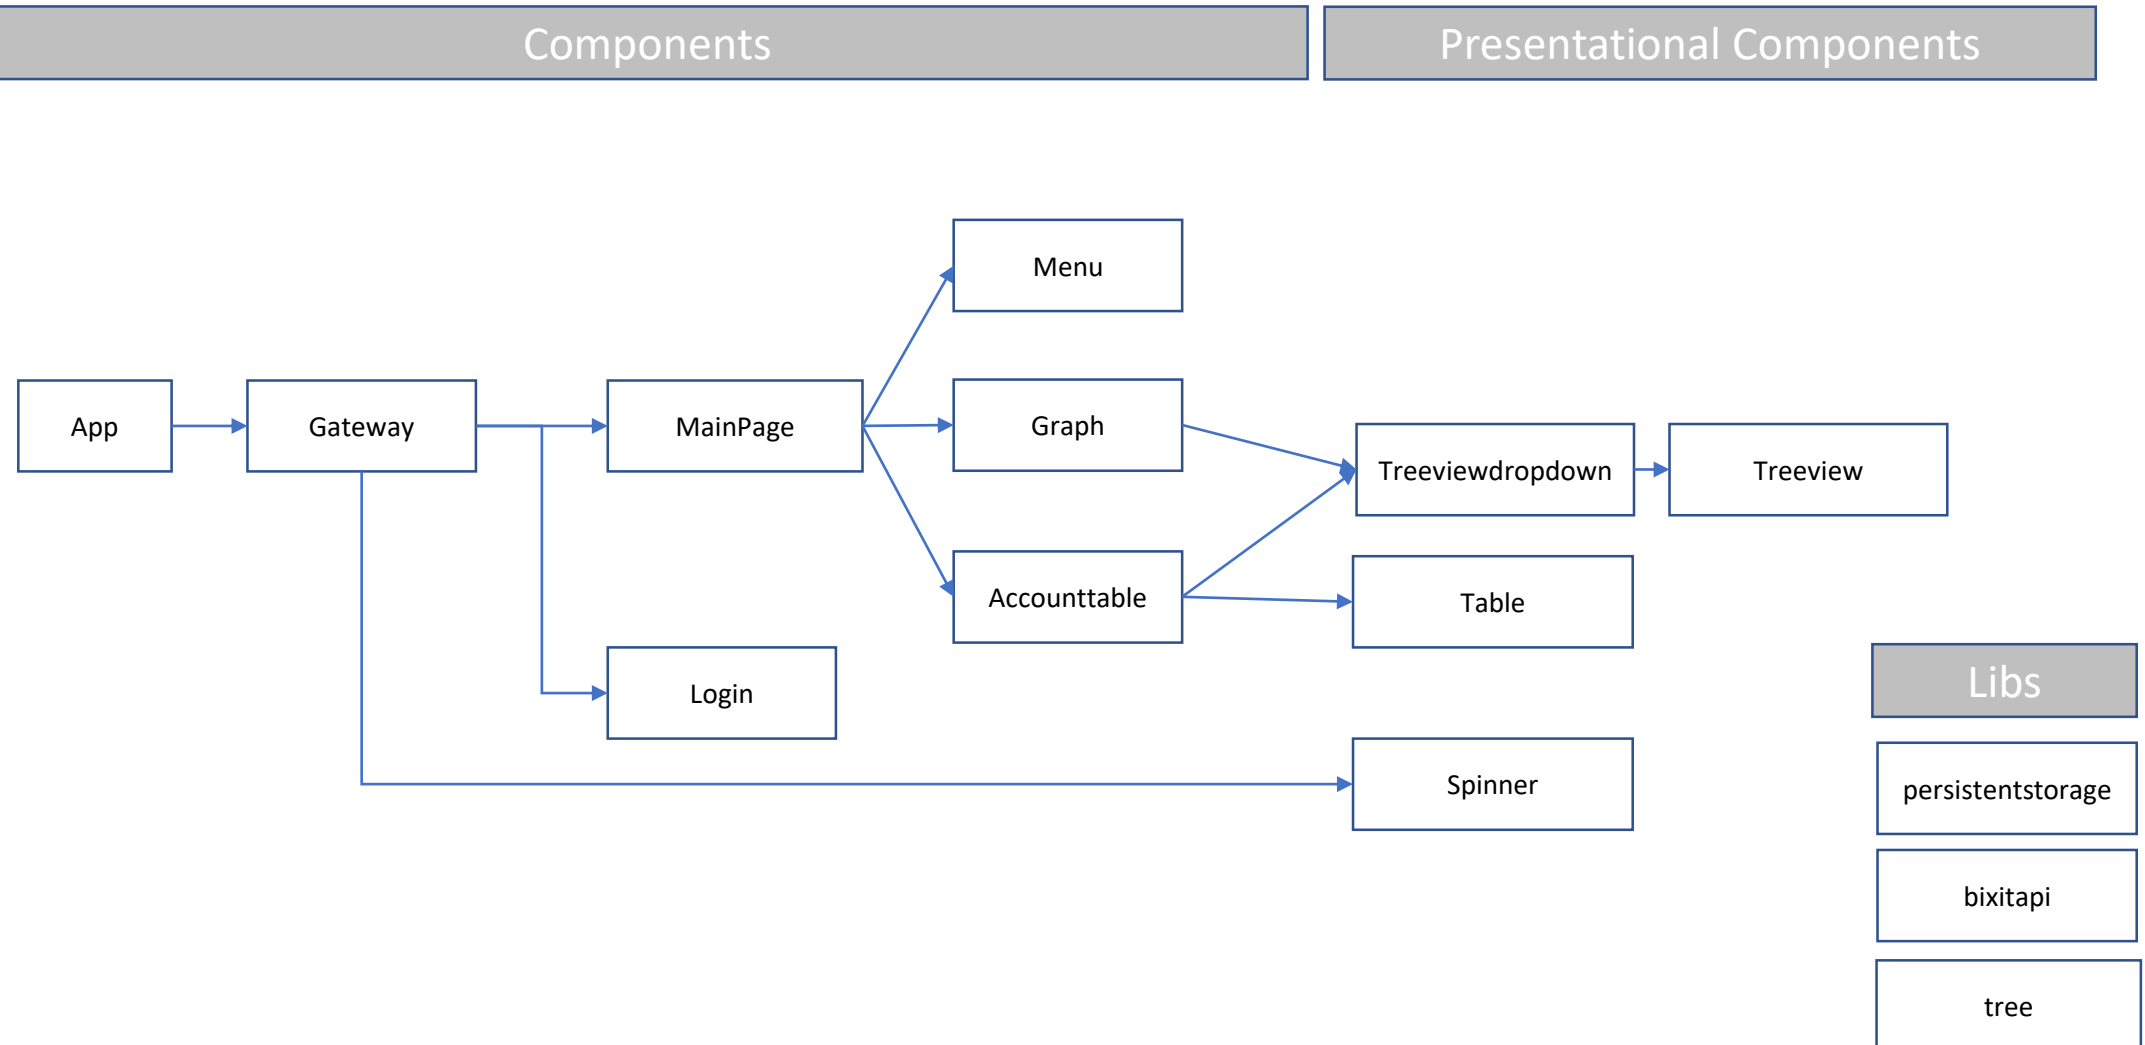 Components
Presentational Components
Menu
App
Gateway
MainPage
Graph
Treeviewdropdown
Treeview
Accounttable
Table
Login
Spinner
Libs
persistentstorage
bixitapi
tree